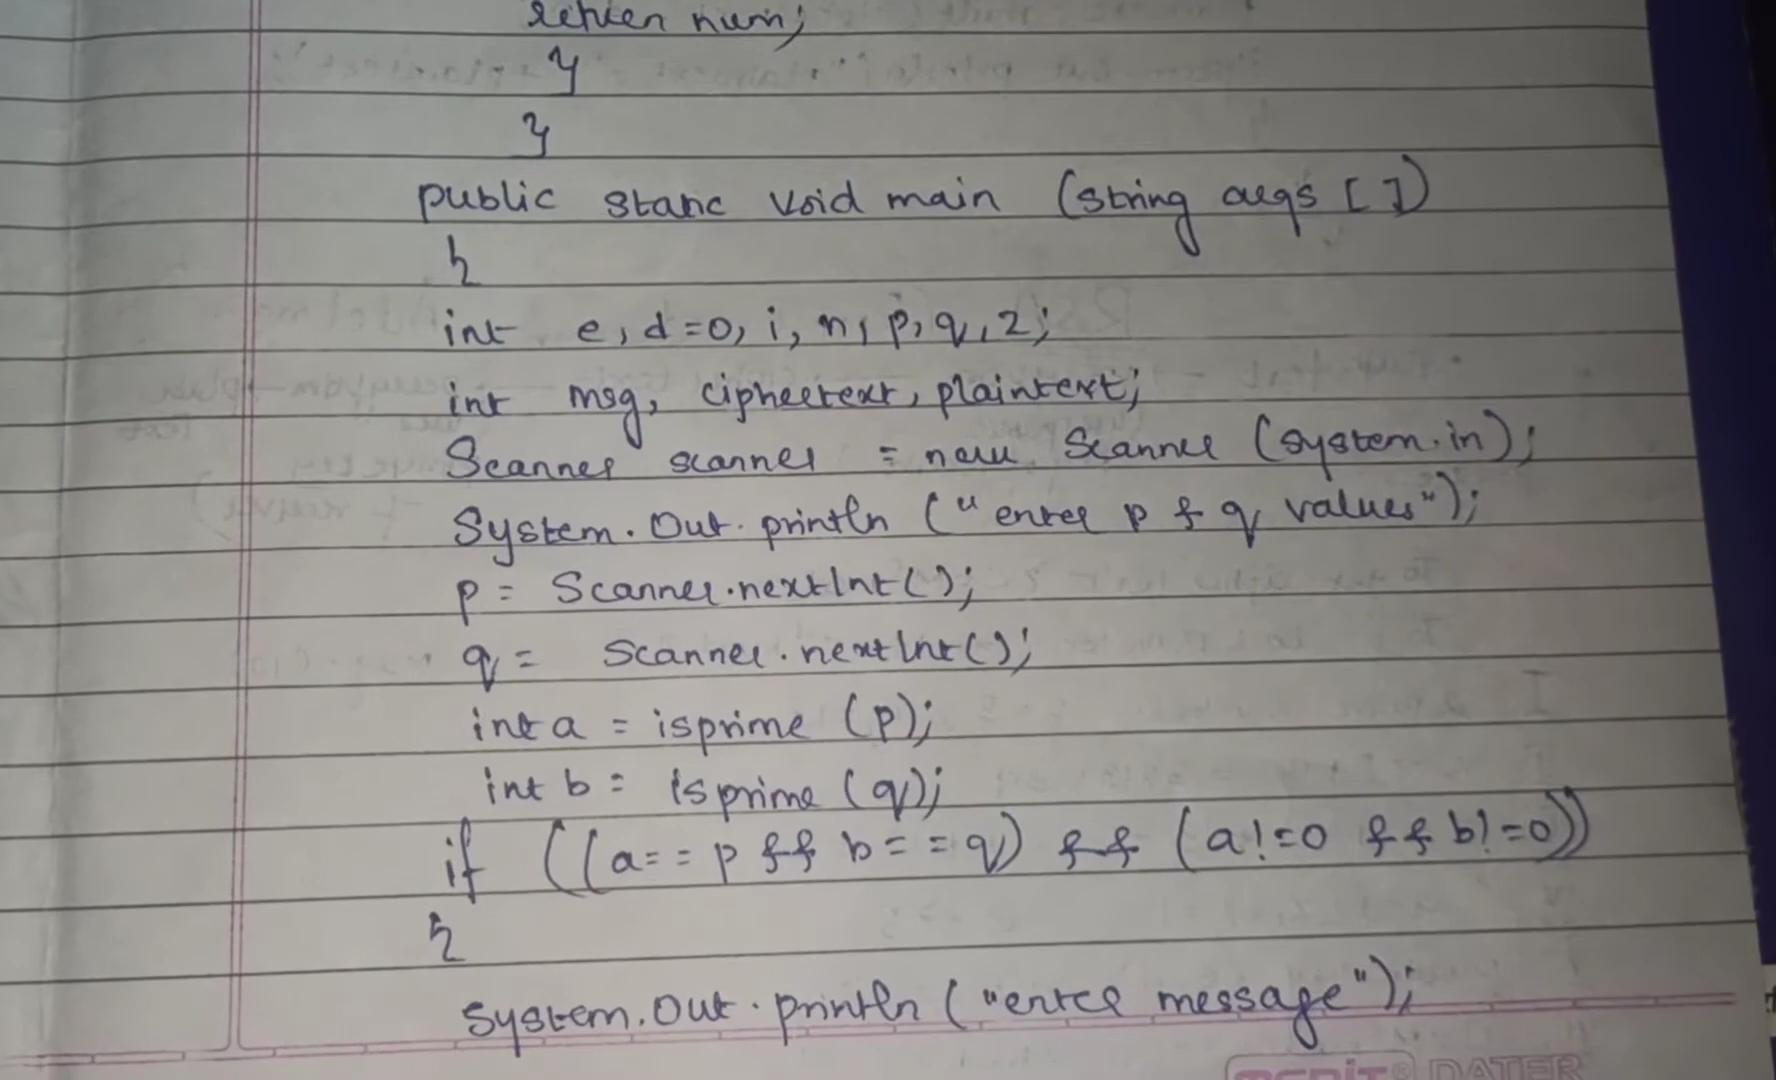 return num;
}
}
public static void main (string args [ ])
{
int e, d=0, i, n, p, q, z;
int msg, ciphertext, plaintext;
Scanner scanner = new Scanner (system.in);
System.Out.println ("enter p & q values");
p = Scanner.nextInt();
q = Scanner.nextInt();
int a = isprime (p);
int b = isprime (q);
if ((a==p && b==q) && (a!=0 && b!=0))
{
System.Out.println ("enter message");
DATER